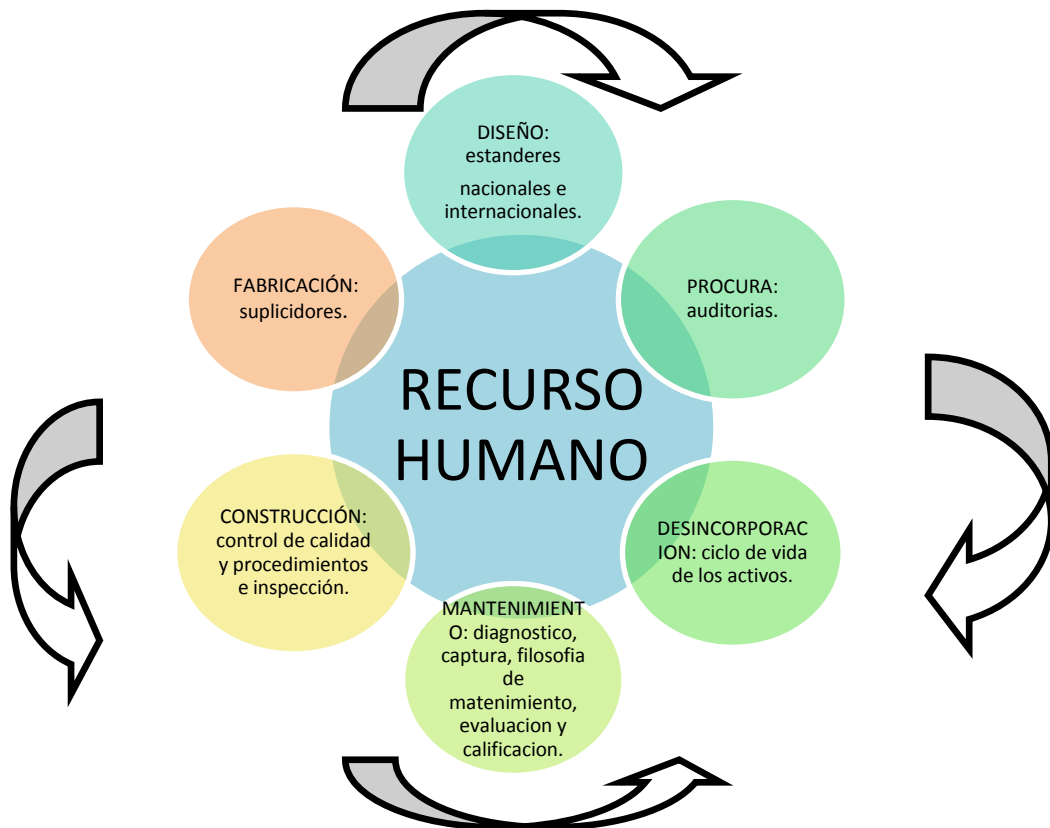 DISEÑO:
estanderes
nacionales e
internacionales.
FABRICACIÓN:
suplicidores.
PROCURA:
auditorias.
RECURSO
HUMANO
CONSTRUCCIÓN:
control de calidad
y procedimientos
e inspección.
DESINCORPORAC
ION: ciclo de vida
de los activos.
MANTENIMIENT
O: diagnostico,
captura, filosofia
de
matenimiento,
evaluacion y
calificacion.